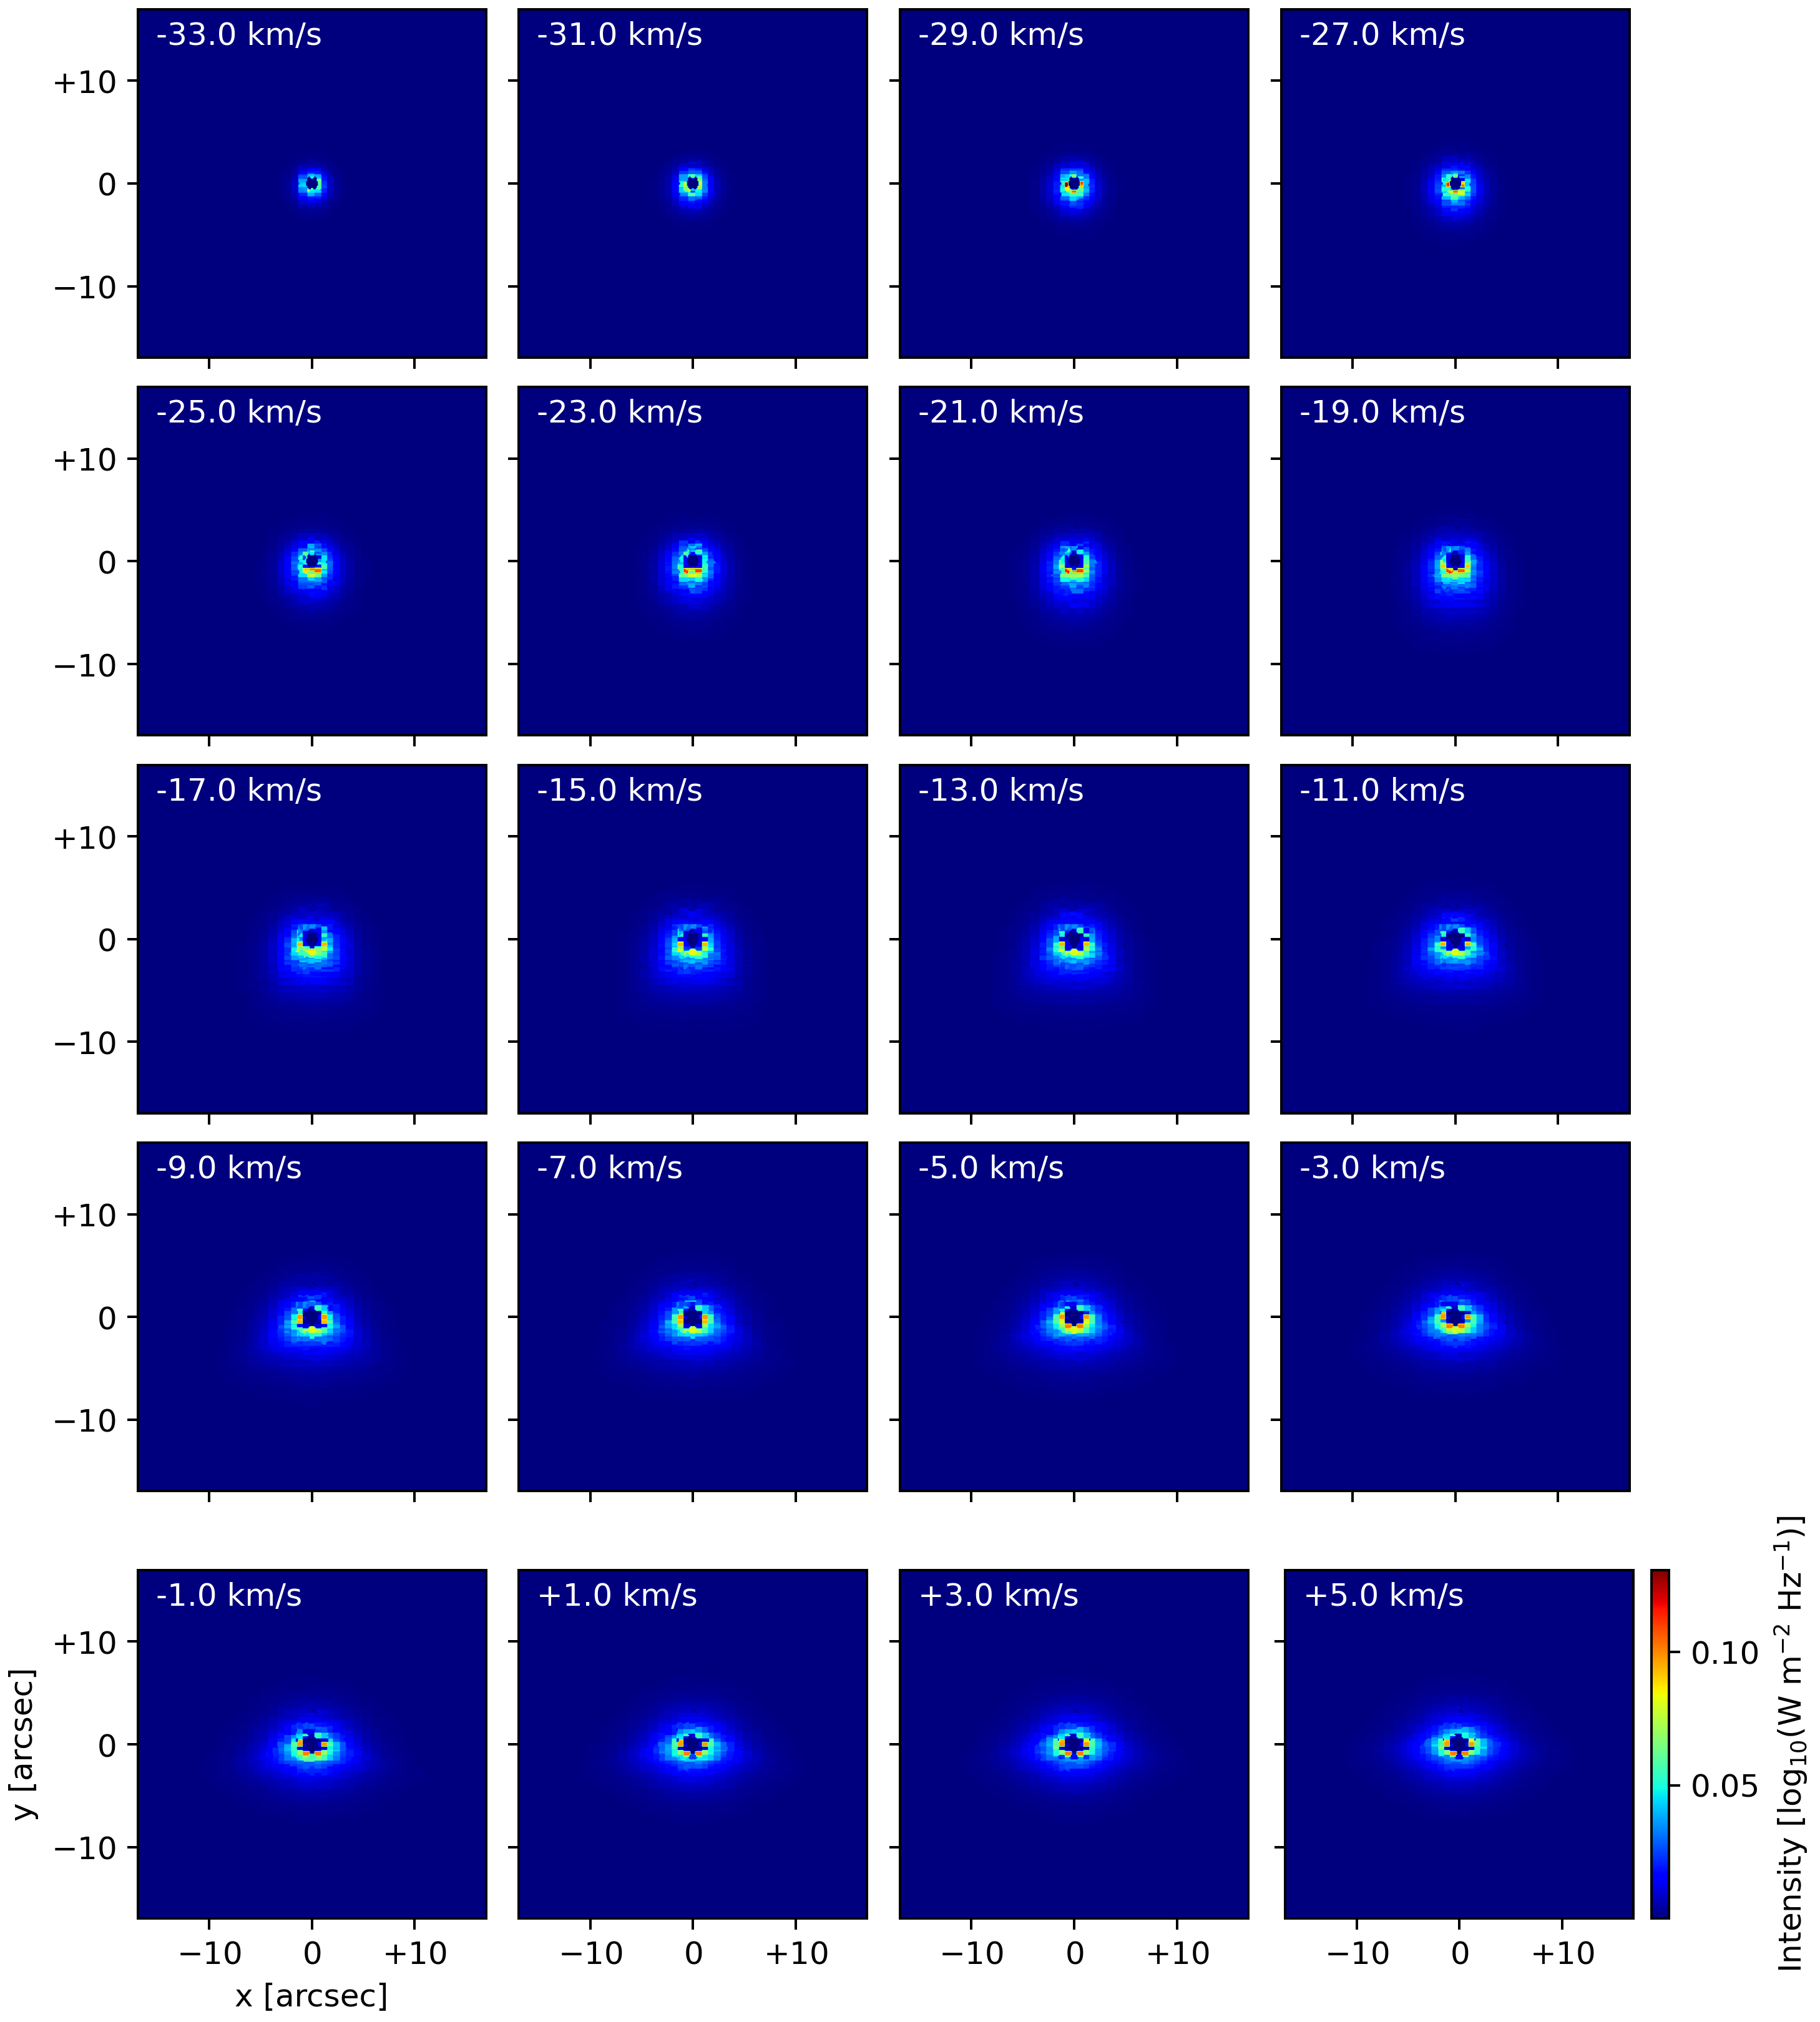 -33.0 km/s -31.0 km/s -29.0 km/s -27.0 km/s
+10
0
−10
-25.0 km/s -23.0 km/s -21.0 km/s -19.0 km/s
+10
0
−10
-17.0 km/s -15.0 km/s -13.0 km/s -11.0 km/s
+10
0
−10
-9.0 km/s -7.0 km/s -5.0 km/s -3.0 km/s
+10
0
−10
-1.0 km/s +1.0 km/s +3.0 km/s +5.0 km/s
+10
0
−10
y [arcsec]
−10 0 +10 −10 0 +10 −10 0 +10 −10 0 +10
x [arcsec]
0.10
0.05
Intensity [log₁₀(W m⁻² Hz⁻¹)]